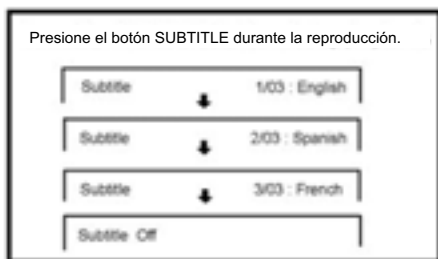 Presione el botón SUBTITLE durante la reproducción.
Subtitle 1/03 : English
Subtitle 2/03 : Spanish
Subtitle 3/03 : French
Subtitle Off